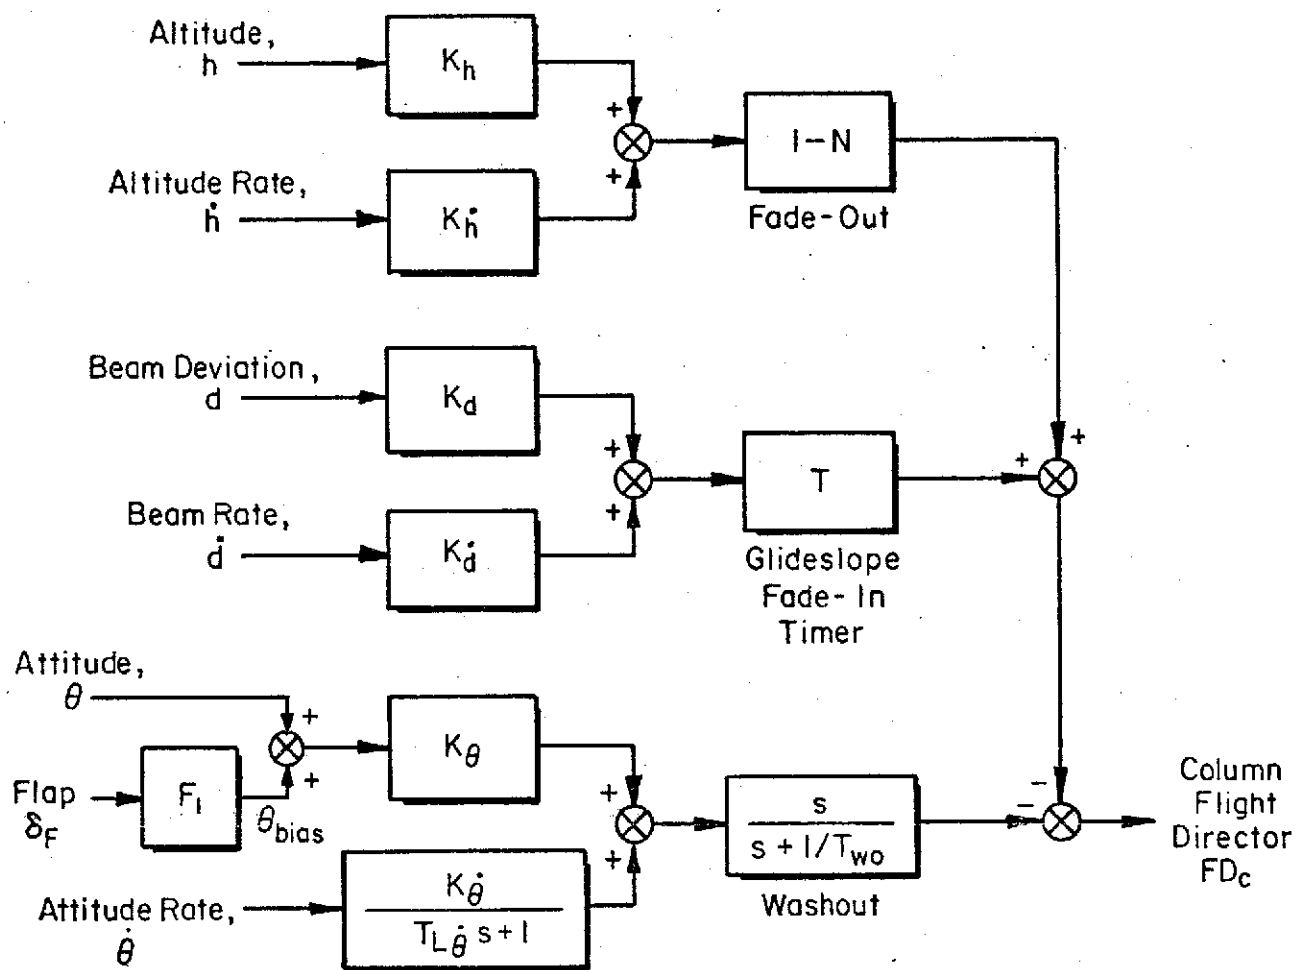 Altitude,
h
K_h
+
+
Altitude Rate,
ḣ
K_ḣ
1-N
Fade-Out
Beam Deviation,
d
K_d
+
+
Beam Rate,
ḋ
K_ḋ
T
Glideslope
Fade-In
Timer
+
+
Attitude,
θ
+
+
Flap
δ_F
F_1
θ_bias
K_θ
+
+
Attitude Rate,
θ̇
K_θ̇
T_Lθ̇ s+1
s
s+1/T_wo
Washout
-
-
Column
Flight
Director
FD_c